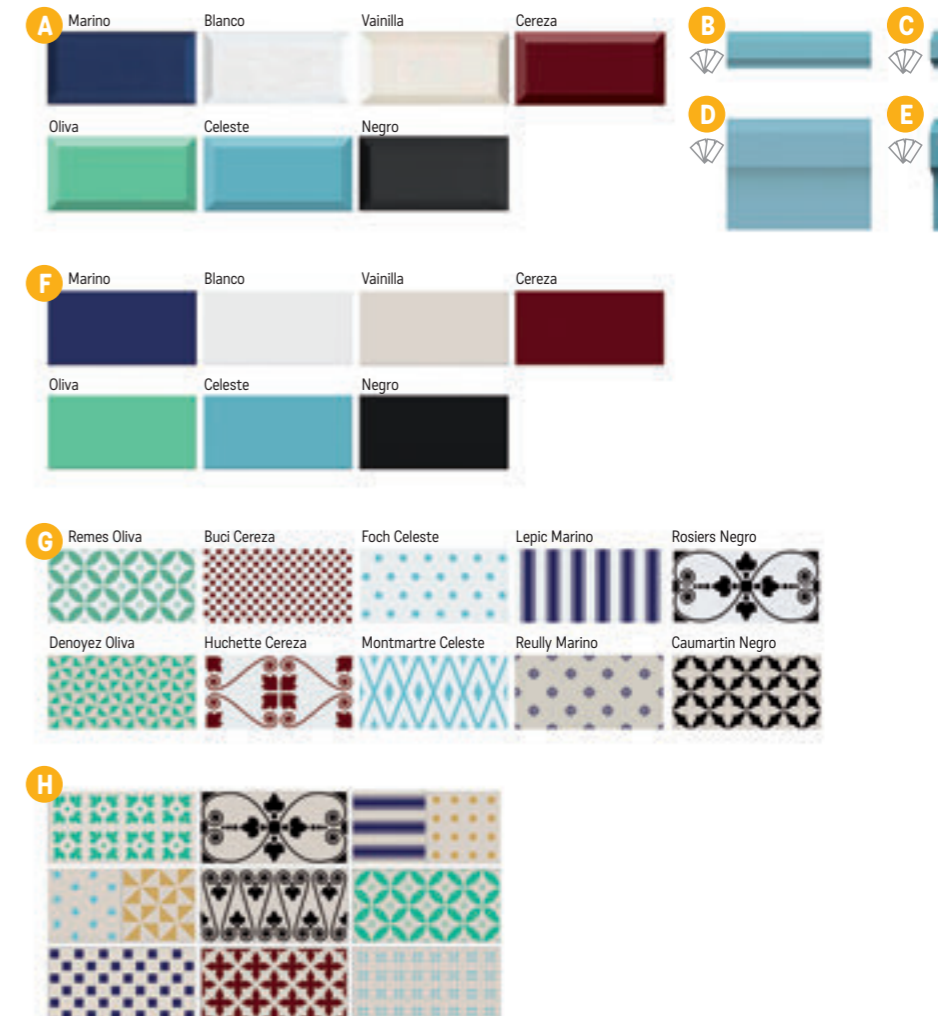 A Marino Blanco Vainilla Cereza B C
Oliva Celeste Negro D E
F Marino Blanco Vainilla Cereza
Oliva Celeste Negro
G Remes Oliva Buci Cereza Foch Celeste Lepic Marino Rosiers Negro
Denoyez Oliva Huchette Cereza Montmartre Celeste Reully Marino Caumartin Negro
H